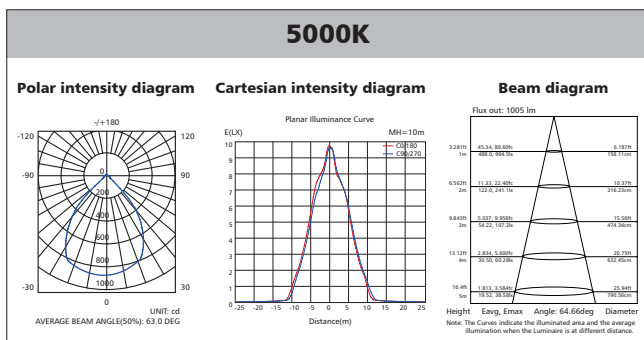 5000K
Polar intensity diagram
-/+180
-120
120
-90
90
0
200
400
600
800
1000
-30
30
0
UNIT: cd
AVERAGE BEAM ANGLE(50%): 63.0 DEG
Cartesian intensity diagram
Planar Illuminance Curve
E(LX)
MH=10m
C0/180
C90/270
10
9
8
7
6
5
4
3
2
1
0
-25 -20 -15 -10 -5 0 5 10 15 20 25
Distance(m)
Beam diagram
Flux out: 1005 lm
3.281ft 45.34, 89.60fc 6.187ft
1m 488.0, 964.5lx 158.11cm
6.562ft 11.33, 22.40fc 10.37ft
2m 122.0, 241.1lx 316.23cm
9.843ft 5.037, 9.956fc 15.56ft
3m 54.22, 107.2lx 474.34cm
13.12ft 2.834, 5.600fc 20.75ft
4m 30.50, 60.28lx 632.45cm
16.4ft 1.813, 3.584fc 25.94ft
5m 19.52, 38.58lx 790.56cm
Height Eavg, Emax Angle: 64.66deg Diameter
Note: The Curves indicate the illuminated area and the average
illumination when the Luminaire is at different distance.